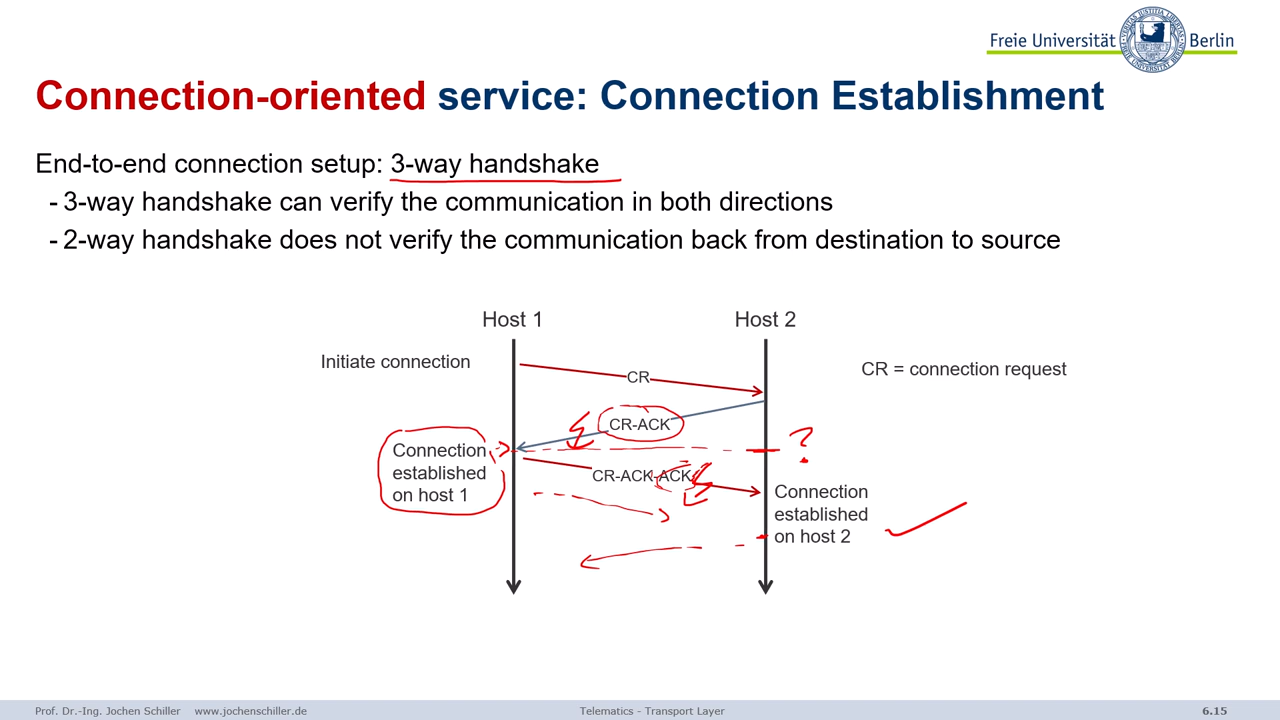 Freie Universität Berlin
Connection-oriented service: Connection Establishment
End-to-end connection setup: 3-way handshake
- 3-way handshake can verify the communication in both directions
- 2-way handshake does not verify the communication back from destination to source
Host 1
Host 2
Initiate connection
CR
CR = connection request
CR-ACK
?
Connection
established
on host 1
CR-ACK-ACK
Connection
established
on host 2
Prof. Dr.-Ing. Jochen Schiller www.jochenschiller.de
Telematics - Transport Layer
6.15